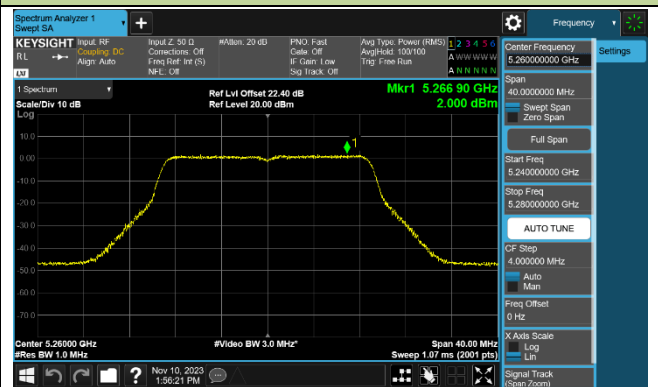 Spectrum Analyzer 1
Swept SA
+
Frequency
KEYSIGHT
Input: RF
Input Z: 50 Ω
#Atten: 20 dB
PNO: Fast
Avg Type: Power (RMS)
1 2 3 4 5 6
RL
Coupling: DC
Corrections: Off
Gate: Off
Avg|Hold: 100/100
A W W W W W
Align: Auto
Freq Ref: Int (S)
IF Gain: Low
Trig: Free Run
LXI
NFE: Off
Sig Track: Off
A N N N N N
1 Spectrum
Ref Lvl Offset 22.40 dB
Mkr1 5.266 90 GHz
Scale/Div 10 dB
Ref Level 20.00 dBm
2.000 dBm
Log
10.0
0.00
-10.0
-20.0
-30.0
-40.0
-50.0
-60.0
-70.0
1
Center 5.26000 GHz
#Video BW 3.0 MHz*
Span 40.00 MHz
#Res BW 1.0 MHz
Sweep 1.07 ms (2001 pts)
?
Nov 10, 2023
1:56:21 PM
Center Frequency
5.260000000 GHz
Settings
Span
40.0000000 MHz
Swept Span
Zero Span
Full Span
Start Freq
5.240000000 GHz
Stop Freq
5.280000000 GHz
AUTO TUNE
CF Step
4.000000 MHz
Auto
Man
Freq Offset
0 Hz
X Axis Scale
Log
Lin
Signal Track
(Span Zoom)